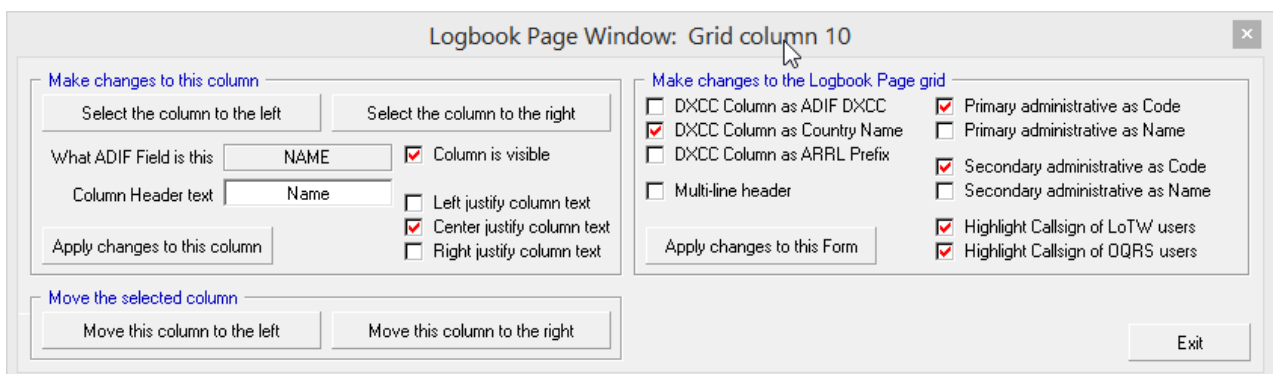 Logbook Page Window:  Grid column 10
Make changes to this column
Select the column to the left
Select the column to the right
What ADIF Field is this
NAME
Column is visible
Column Header text
Name
Left justify column text
Center justify column text
Right justify column text
Apply changes to this column
Move the selected column
Move this column to the left
Move this column to the right
Make changes to the Logbook Page grid
DXCC Column as ADIF DXCC
DXCC Column as Country Name
DXCC Column as ARRL Prefix
Multi-line header
Apply changes to this Form
Primary administrative as Code
Primary administrative as Name
Secondary administrative as Code
Secondary administrative as Name
Highlight Callsign of LoTW users
Highlight Callsign of OQRS users
Exit